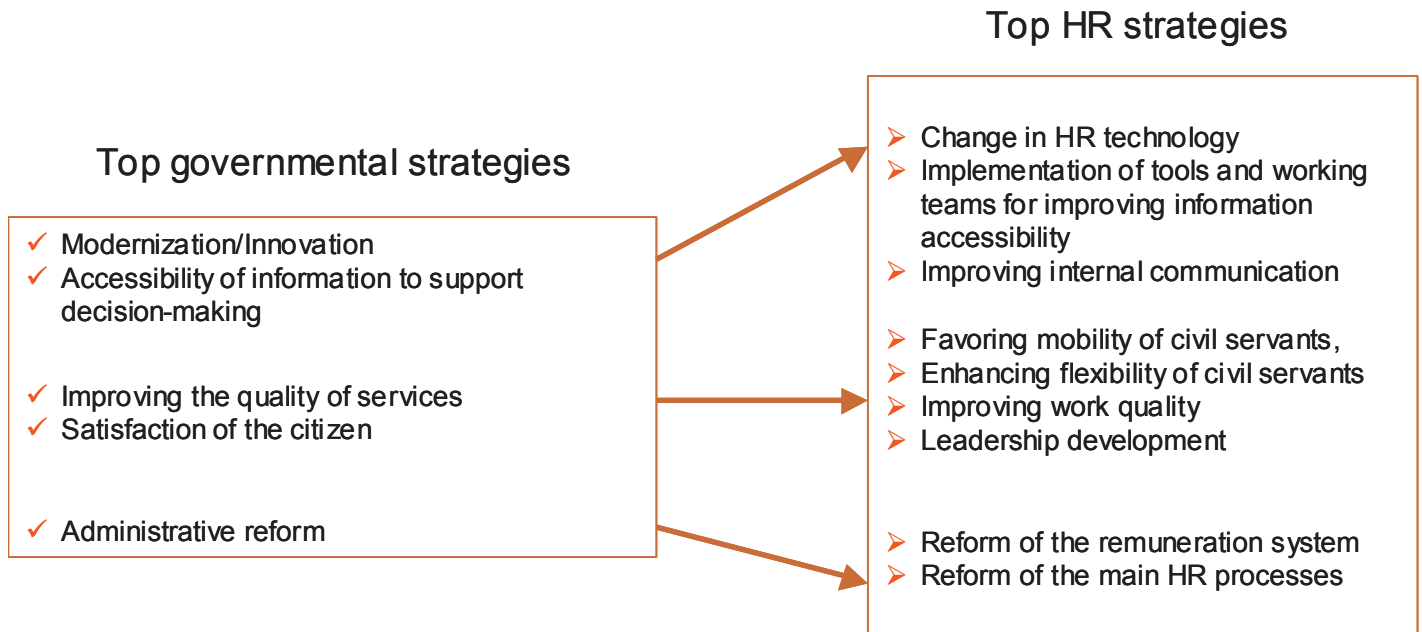 Top HR strategies
Top governmental strategies
Modernization/Innovation
Accessibility of information to support
decision-making
Improving the quality of services
Satisfaction of the citizen
Administrative reform
Change in HR technology
Implementation of tools and working
teams for improving information
accessibility
Improving internal communication
Favoring mobility of civil servants,
Enhancing flexibility of civil servants
Improving work quality
Leadership development
Reform of the remuneration system
Reform of the main HR processes